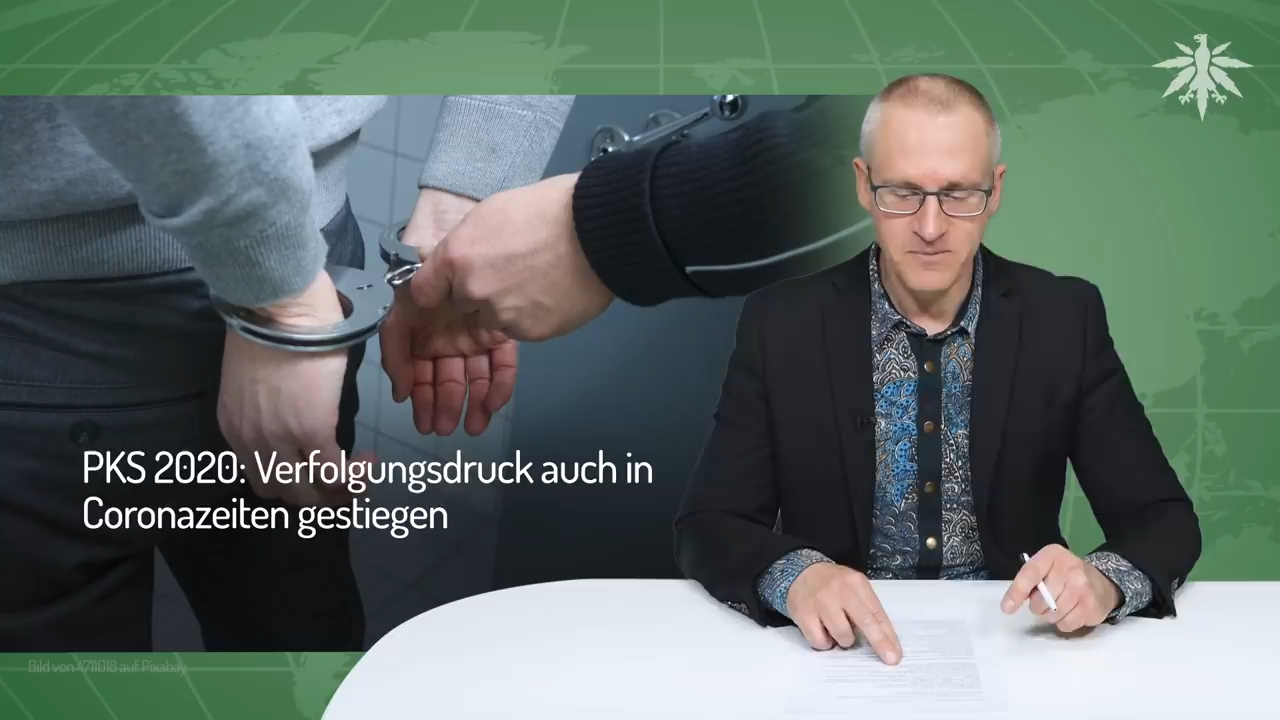 PKS 2020: Verfolgungsdruck auch in
Coronazeiten gestiegen
Bild von 4711018 auf Pixabay